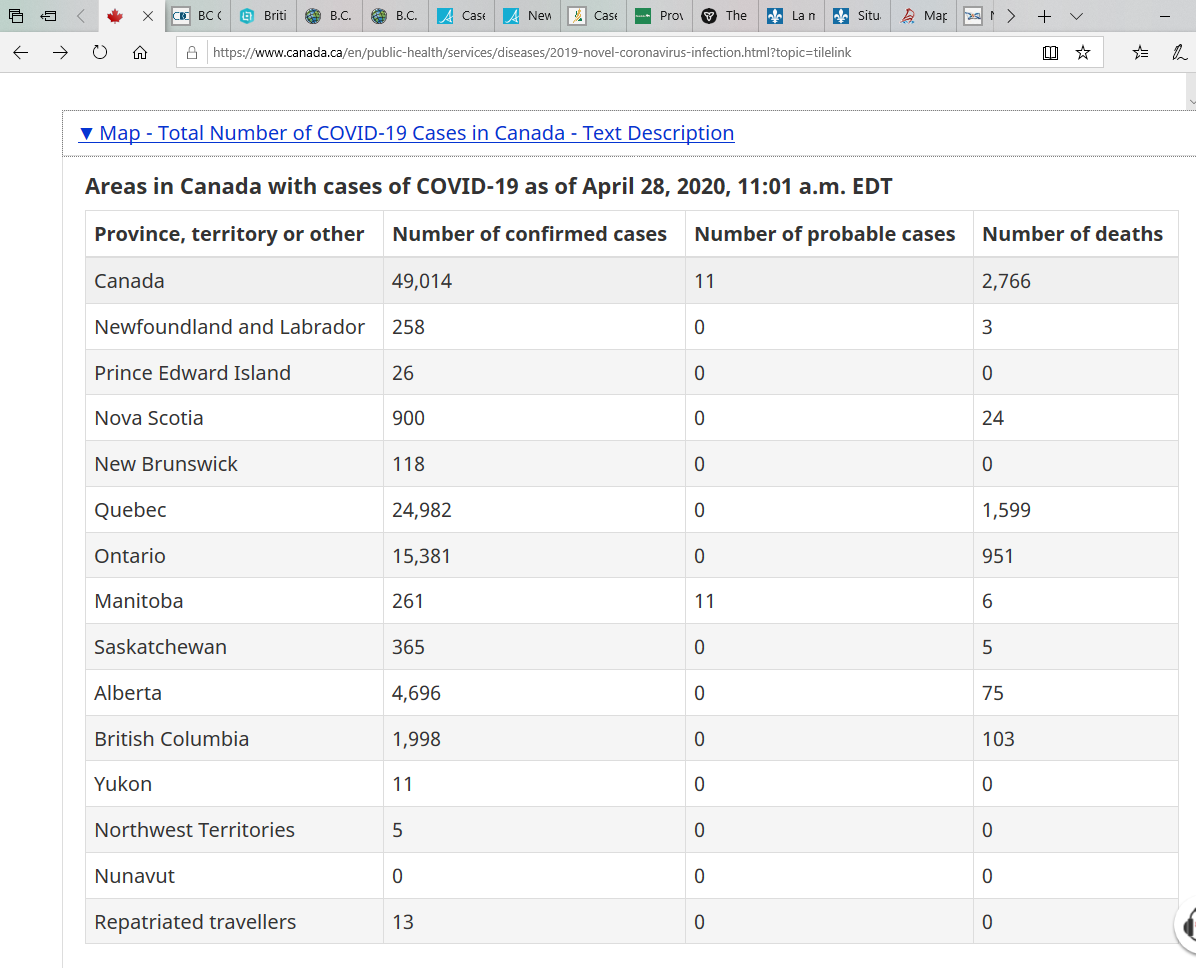 BC
Briti
B.C.
B.C.
Case
New
Case
Prov
The
La m
Situ
Map
https://www.canada.ca/en/public-health/services/diseases/2019-novel-coronavirus-infection.html?topic=tilelink
▼ Map - Total Number of COVID-19 Cases in Canada - Text Description
Areas in Canada with cases of COVID-19 as of April 28, 2020, 11:01 a.m. EDT
Province, territory or other Number of confirmed cases Number of probable cases Number of deaths
Canada 49,014 11 2,766
Newfoundland and Labrador 258 0 3
Prince Edward Island 26 0 0
Nova Scotia 900 0 24
New Brunswick 118 0 0
Quebec 24,982 0 1,599
Ontario 15,381 0 951
Manitoba 261 11 6
Saskatchewan 365 0 5
Alberta 4,696 0 75
British Columbia 1,998 0 103
Yukon 11 0 0
Northwest Territories 5 0 0
Nunavut 0 0 0
Repatriated travellers 13 0 0